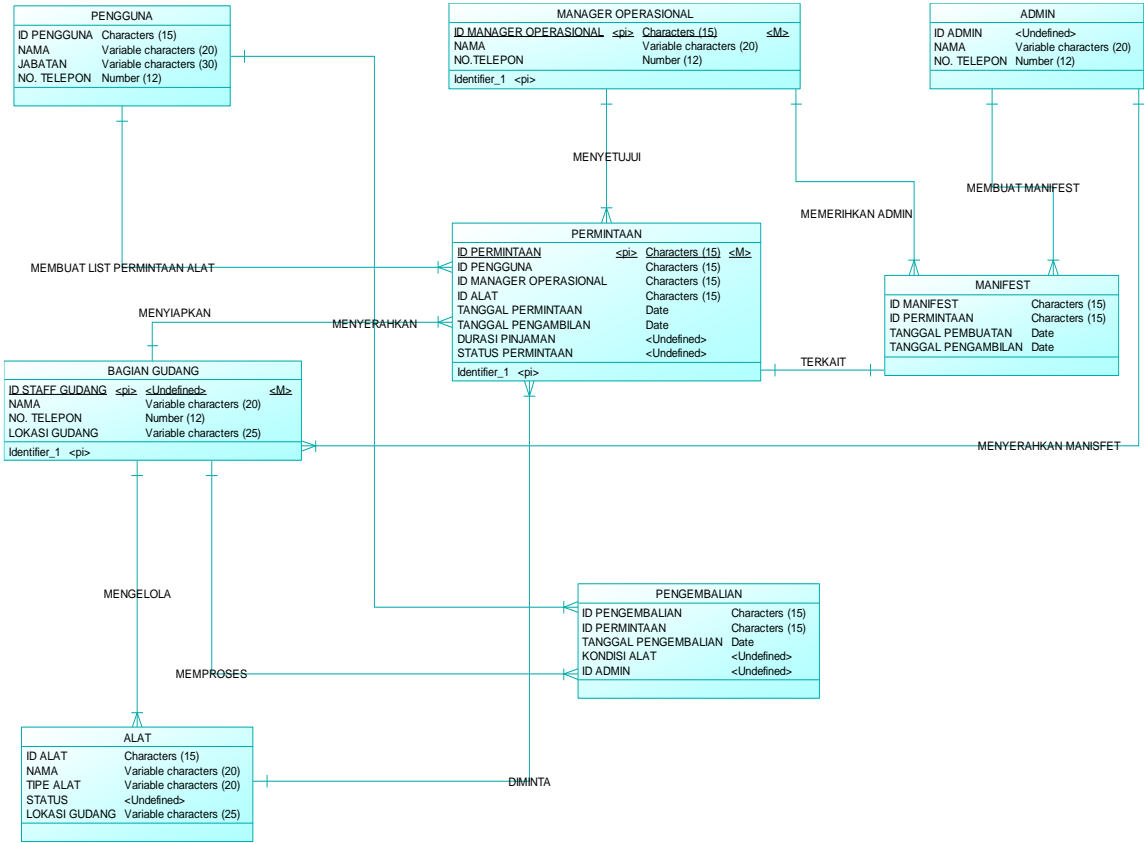 PENGGUNA
ID PENGGUNA Characters (15)
NAMA Variable characters (20)
JABATAN Variable characters (30)
NO. TELEPON Number (12)
MANAGER OPERASIONAL
ID MANAGER OPERASIONAL <pi> Characters (15) <M>
NAMA Variable characters (20)
NO.TELEPON Number (12)
Identifier_1 <pi>
ADMIN
ID ADMIN <Undefined>
NAMA Variable characters (20)
NO. TELEPON Number (12)
MENYETUJUI
MEMBUAT MANIFEST
MEMERIHKAN ADMIN
PERMINTAAN
ID PERMINTAAN <pi> Characters (15) <M>
ID PENGGUNA Characters (15)
ID MANAGER OPERASIONAL Characters (15)
ID ALAT Characters (15)
TANGGAL PERMINTAAN Date
TANGGAL PENGAMBILAN Date
DURASI PINJAMAN <Undefined>
STATUS PERMINTAAN <Undefined>
Identifier_1 <pi>
MEMBUAT LIST PERMINTAAN ALAT
MANIFEST
ID MANIFEST Characters (15)
ID PERMINTAAN Characters (15)
TANGGAL PEMBUATAN Date
TANGGAL PENGAMBILAN Date
MENYIAPKAN
MENYERAHKAN
TERKAIT
BAGIAN GUDANG
ID STAFF GUDANG <pi> <Undefined> <M>
NAMA Variable characters (20)
NO. TELEPON Number (12)
LOKASI GUDANG Variable characters (25)
Identifier_1 <pi>
MENYERAHKAN MANISFET
MENGELOLA
PENGEMBALIAN
ID PENGEMBALIAN Characters (15)
ID PERMINTAAN Characters (15)
TANGGAL PENGEMBALIAN Date
KONDISI ALAT <Undefined>
ID ADMIN <Undefined>
MEMPROSES
ALAT
ID ALAT Characters (15)
NAMA Variable characters (20)
TIPE ALAT Variable characters (20)
STATUS <Undefined>
LOKASI GUDANG Variable characters (25)
DIMINTA